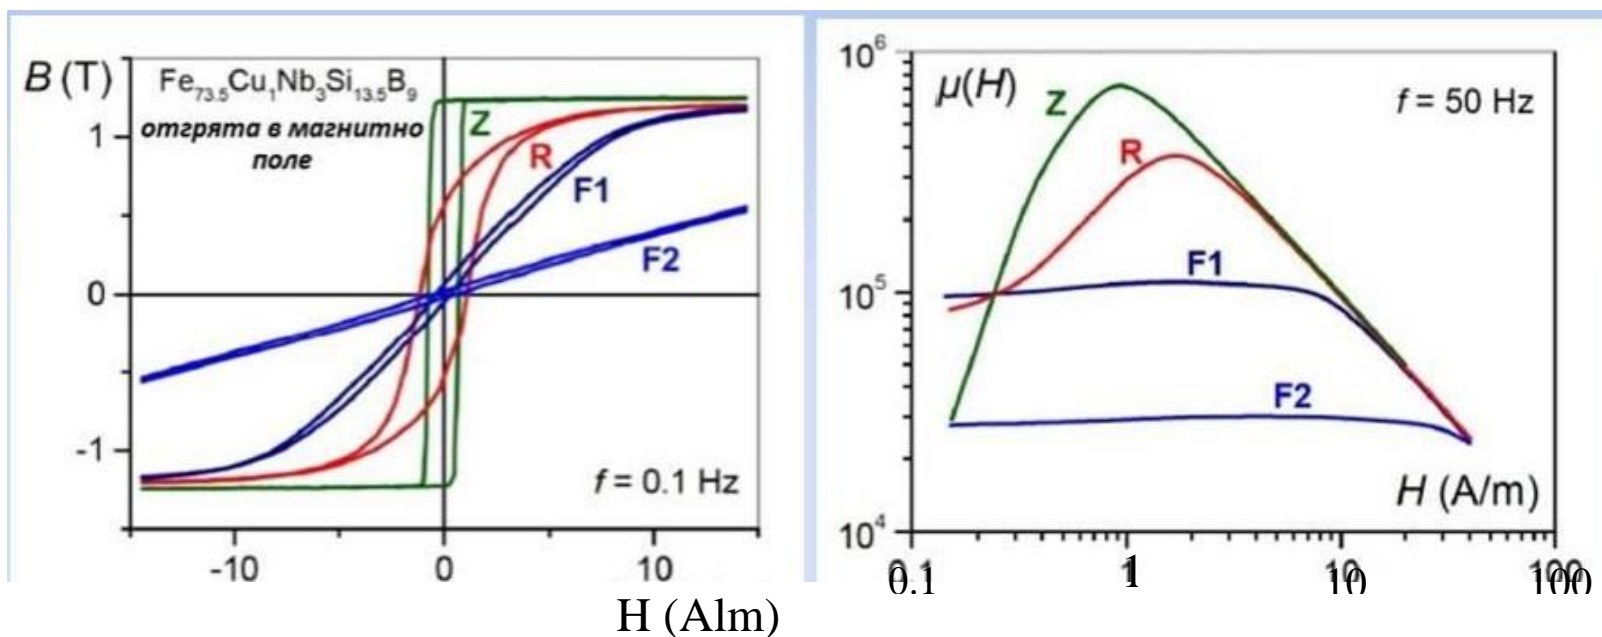 B (T)
Fe73.5Cu1Nb3Si13.5B9
отгрята в магнитно
поле
Z
R
F1
F2
1
0
-1
f = 0.1 Hz
-10
0
10
H (Alm)
10^6
μ(H)
f = 50 Hz
Z
R
10^5
F1
F2
H (A/m)
10^4
0.1
1
10
100